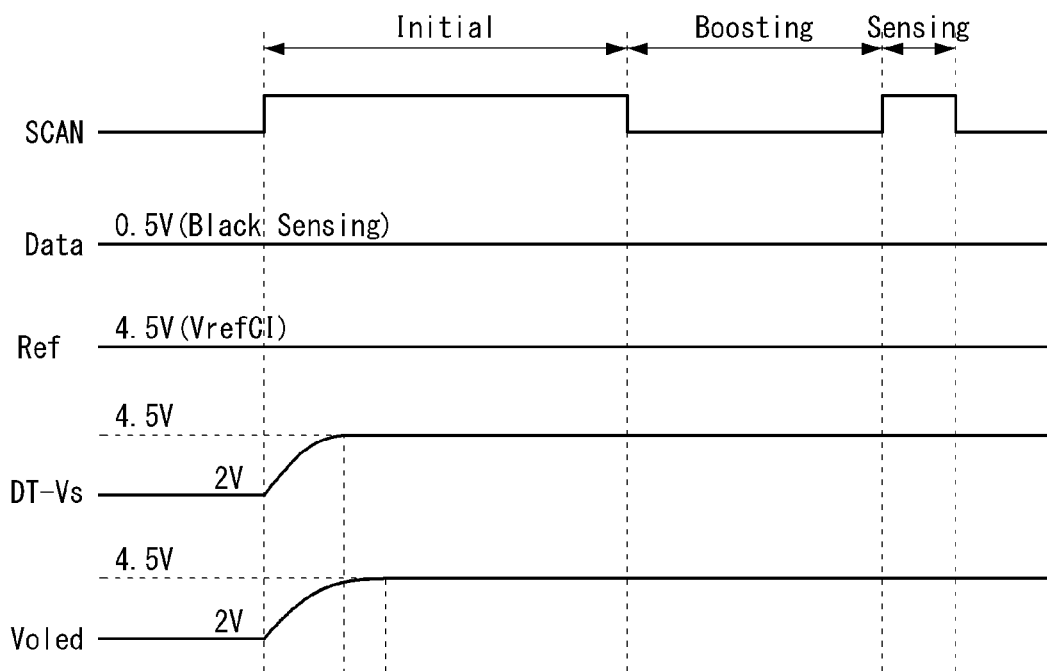 Initial
Boosting
Sensing
SCAN
0.5V(Black Sensing)
Data
4.5V(VrefCI)
Ref
4.5V
2V
DT-Vs
4.5V
2V
Voled